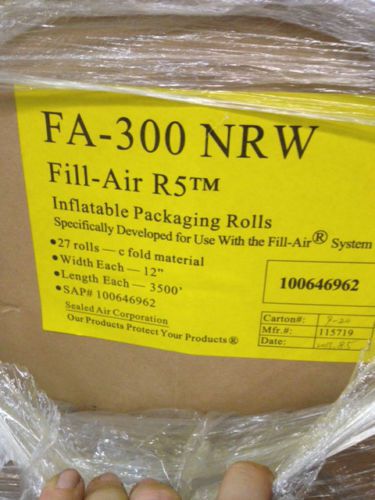 FA-300 NRW
Fill-Air R5™
Inflatable Packaging Rolls
Specifically Developed for Use With the Fill-Air® System
•27 rolls — c fold material
•Width Each — 12"
•Length Each — 3500'
•SAP# 100646962
Sealed Air Corporation
Our Products Protect Your Products®
100646962
Carton#: 9-20
Mfr.#: 115719
Date: